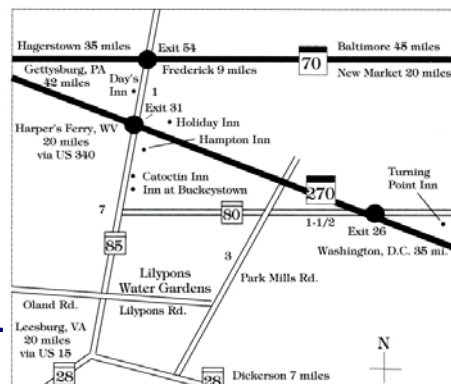 Hagerstown 35 miles
Exit 54
Baltimore 45 miles
70
Gettysburg, PA
42 miles
Frederick 9 miles
New Market 20 miles
Day's
Inn
1
Exit 31
Harper's Ferry, WV
20 miles
via US 340
Holiday Inn
Hampton Inn
Catoctin Inn
Inn at Buckeystown
270
Turning
Point Inn
7
80
1-1/2
Exit 26
Washington, D.C. 35 mi.
85
3
Lilypons
Water Gardens
Park Mills Rd.
Oland Rd.
Lilypons Rd.
Leesburg, VA
20 miles
via US 15
N
28
28
Dickerson 7 miles